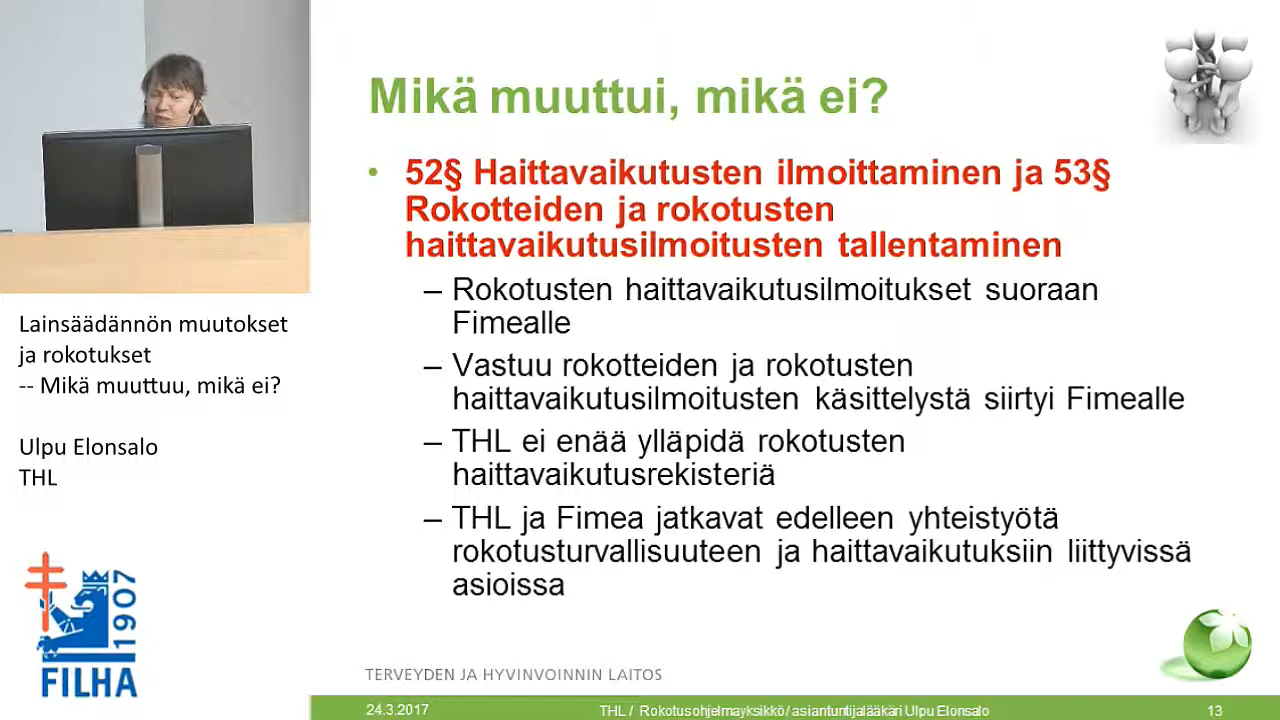 Mikä muuttui, mikä ei?
• 52§ Haittavaikutusten ilmoittaminen ja 53§
Rokotteiden ja rokotusten
haittavaikutusilmoitusten tallentaminen
– Rokotusten haittavaikutusilmoitukset suoraan
Fimealle
– Vastuu rokotteiden ja rokotusten
haittavaikutusilmoitusten käsittelystä siirtyi Fimealle
– THL ei enää ylläpidä rokotusten
haittavaikutusrekisteriä
– THL ja Fimea jatkavat edelleen yhteistyötä
rokotusturvallisuuteen ja haittavaikutuksiin liittyvissä
asioissa
Lainsäädännön muutokset
ja rokotukset
-- Mikä muuttuu, mikä ei?
Ulpu Elonsalo
THL
1907
FILHA
TERVEYDEN JA HYVINVOINNIN LAITOS
24.3.2017
THL / Rokotusohjelmayksikkö/ asiantuntijalääkäri Ulpu Elonsalo
13